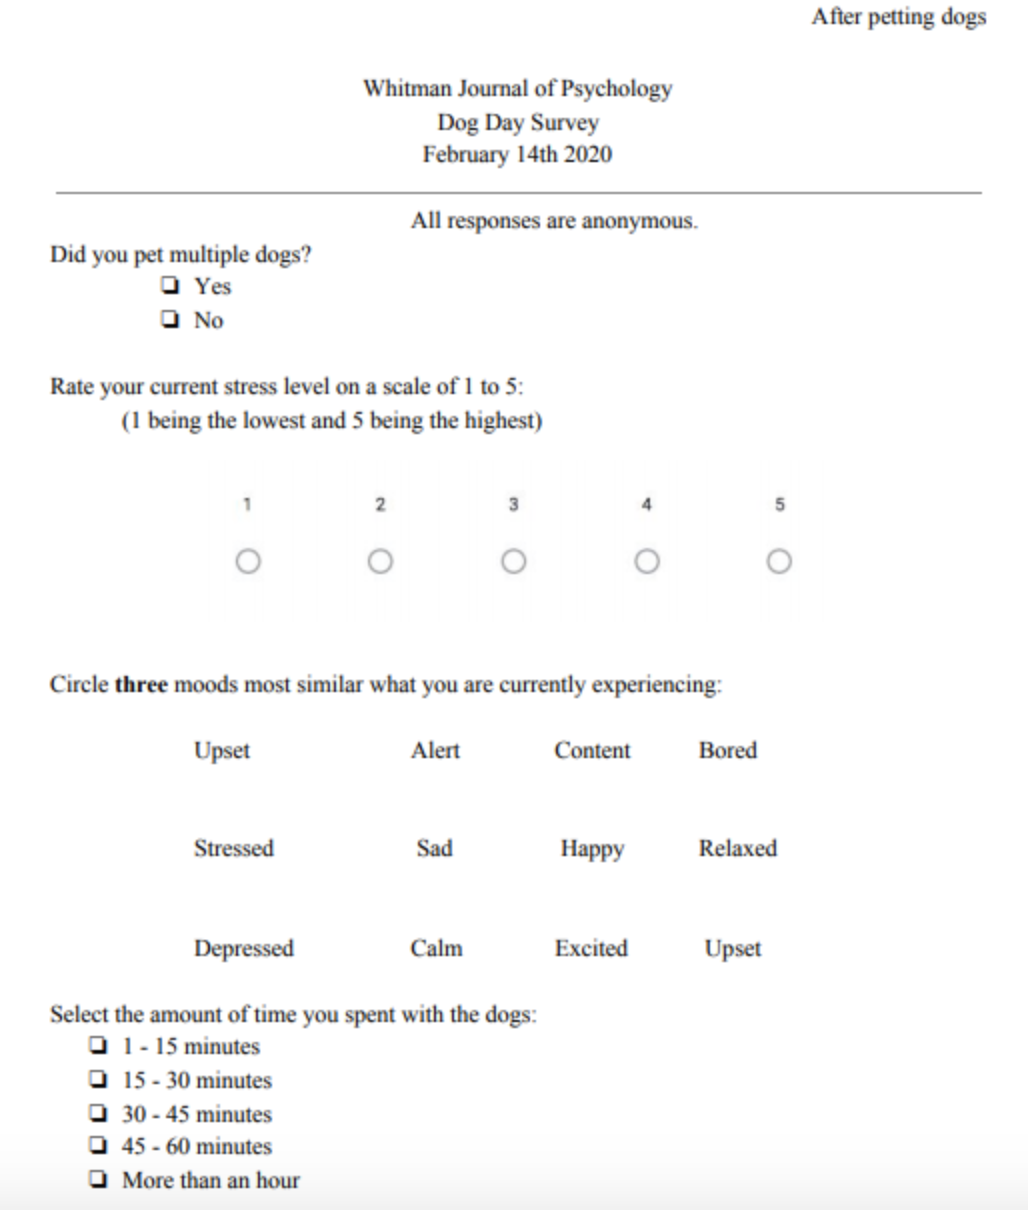 After petting dogs
Whitman Journal of Psychology
Dog Day Survey
February 14th 2020
All responses are anonymous.
Did you pet multiple dogs?
❏ Yes
❏ No
Rate your current stress level on a scale of 1 to 5:
(1 being the lowest and 5 being the highest)
1 2 3 4 5
Circle three moods most similar what you are currently experiencing:
Upset Alert Content Bored
Stressed Sad Happy Relaxed
Depressed Calm Excited Upset
Select the amount of time you spent with the dogs:
❏ 1 - 15 minutes
❏ 15 - 30 minutes
❏ 30 - 45 minutes
❏ 45 - 60 minutes
❏ More than an hour